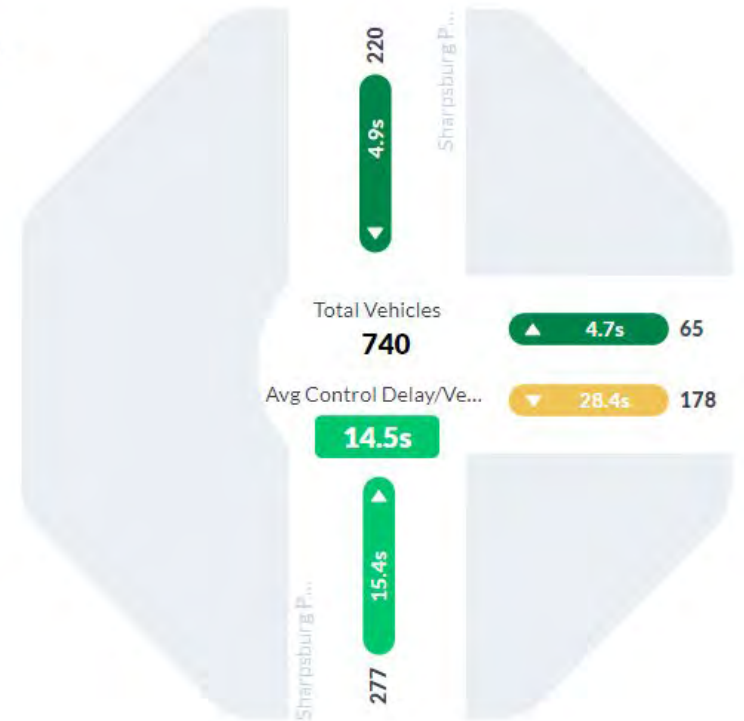 220
Sharpsburg P...
4.9s
Total Vehicles
740
4.7s
65
Avg Control Delay/Ve...
28.4s
178
14.5s
15.4s
Sharpsburg P...
277